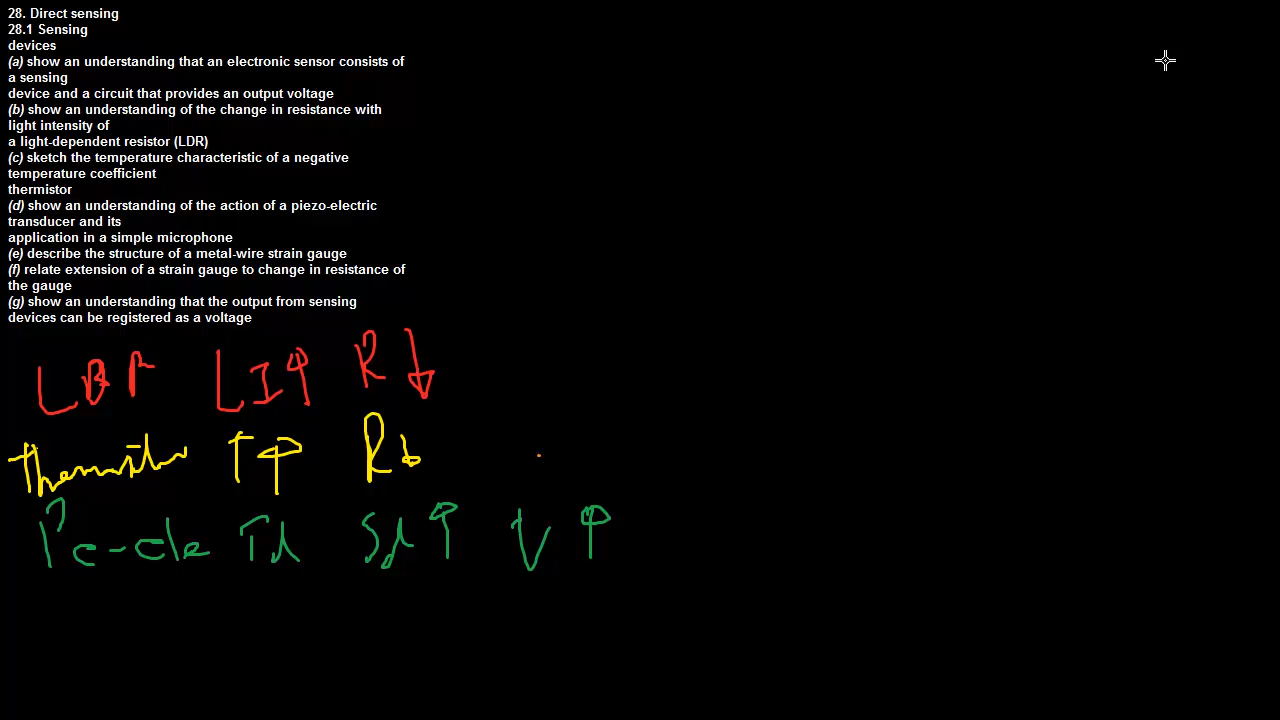 28. Direct sensing
28.1 Sensing
devices
(a) show an understanding that an electronic sensor consists of
a sensing
device and a circuit that provides an output voltage
(b) show an understanding of the change in resistance with
light intensity of
a light-dependent resistor (LDR)
(c) sketch the temperature characteristic of a negative
temperature coefficient
thermistor
(d) show an understanding of the action of a piezo-electric
transducer and its
application in a simple microphone
(e) describe the structure of a metal-wire strain gauge
(f) relate extension of a strain gauge to change in resistance of
the gauge
(g) show an understanding that the output from sensing
devices can be registered as a voltage
LDR LI↑ R↓
T↑ R↓
↑ V↑